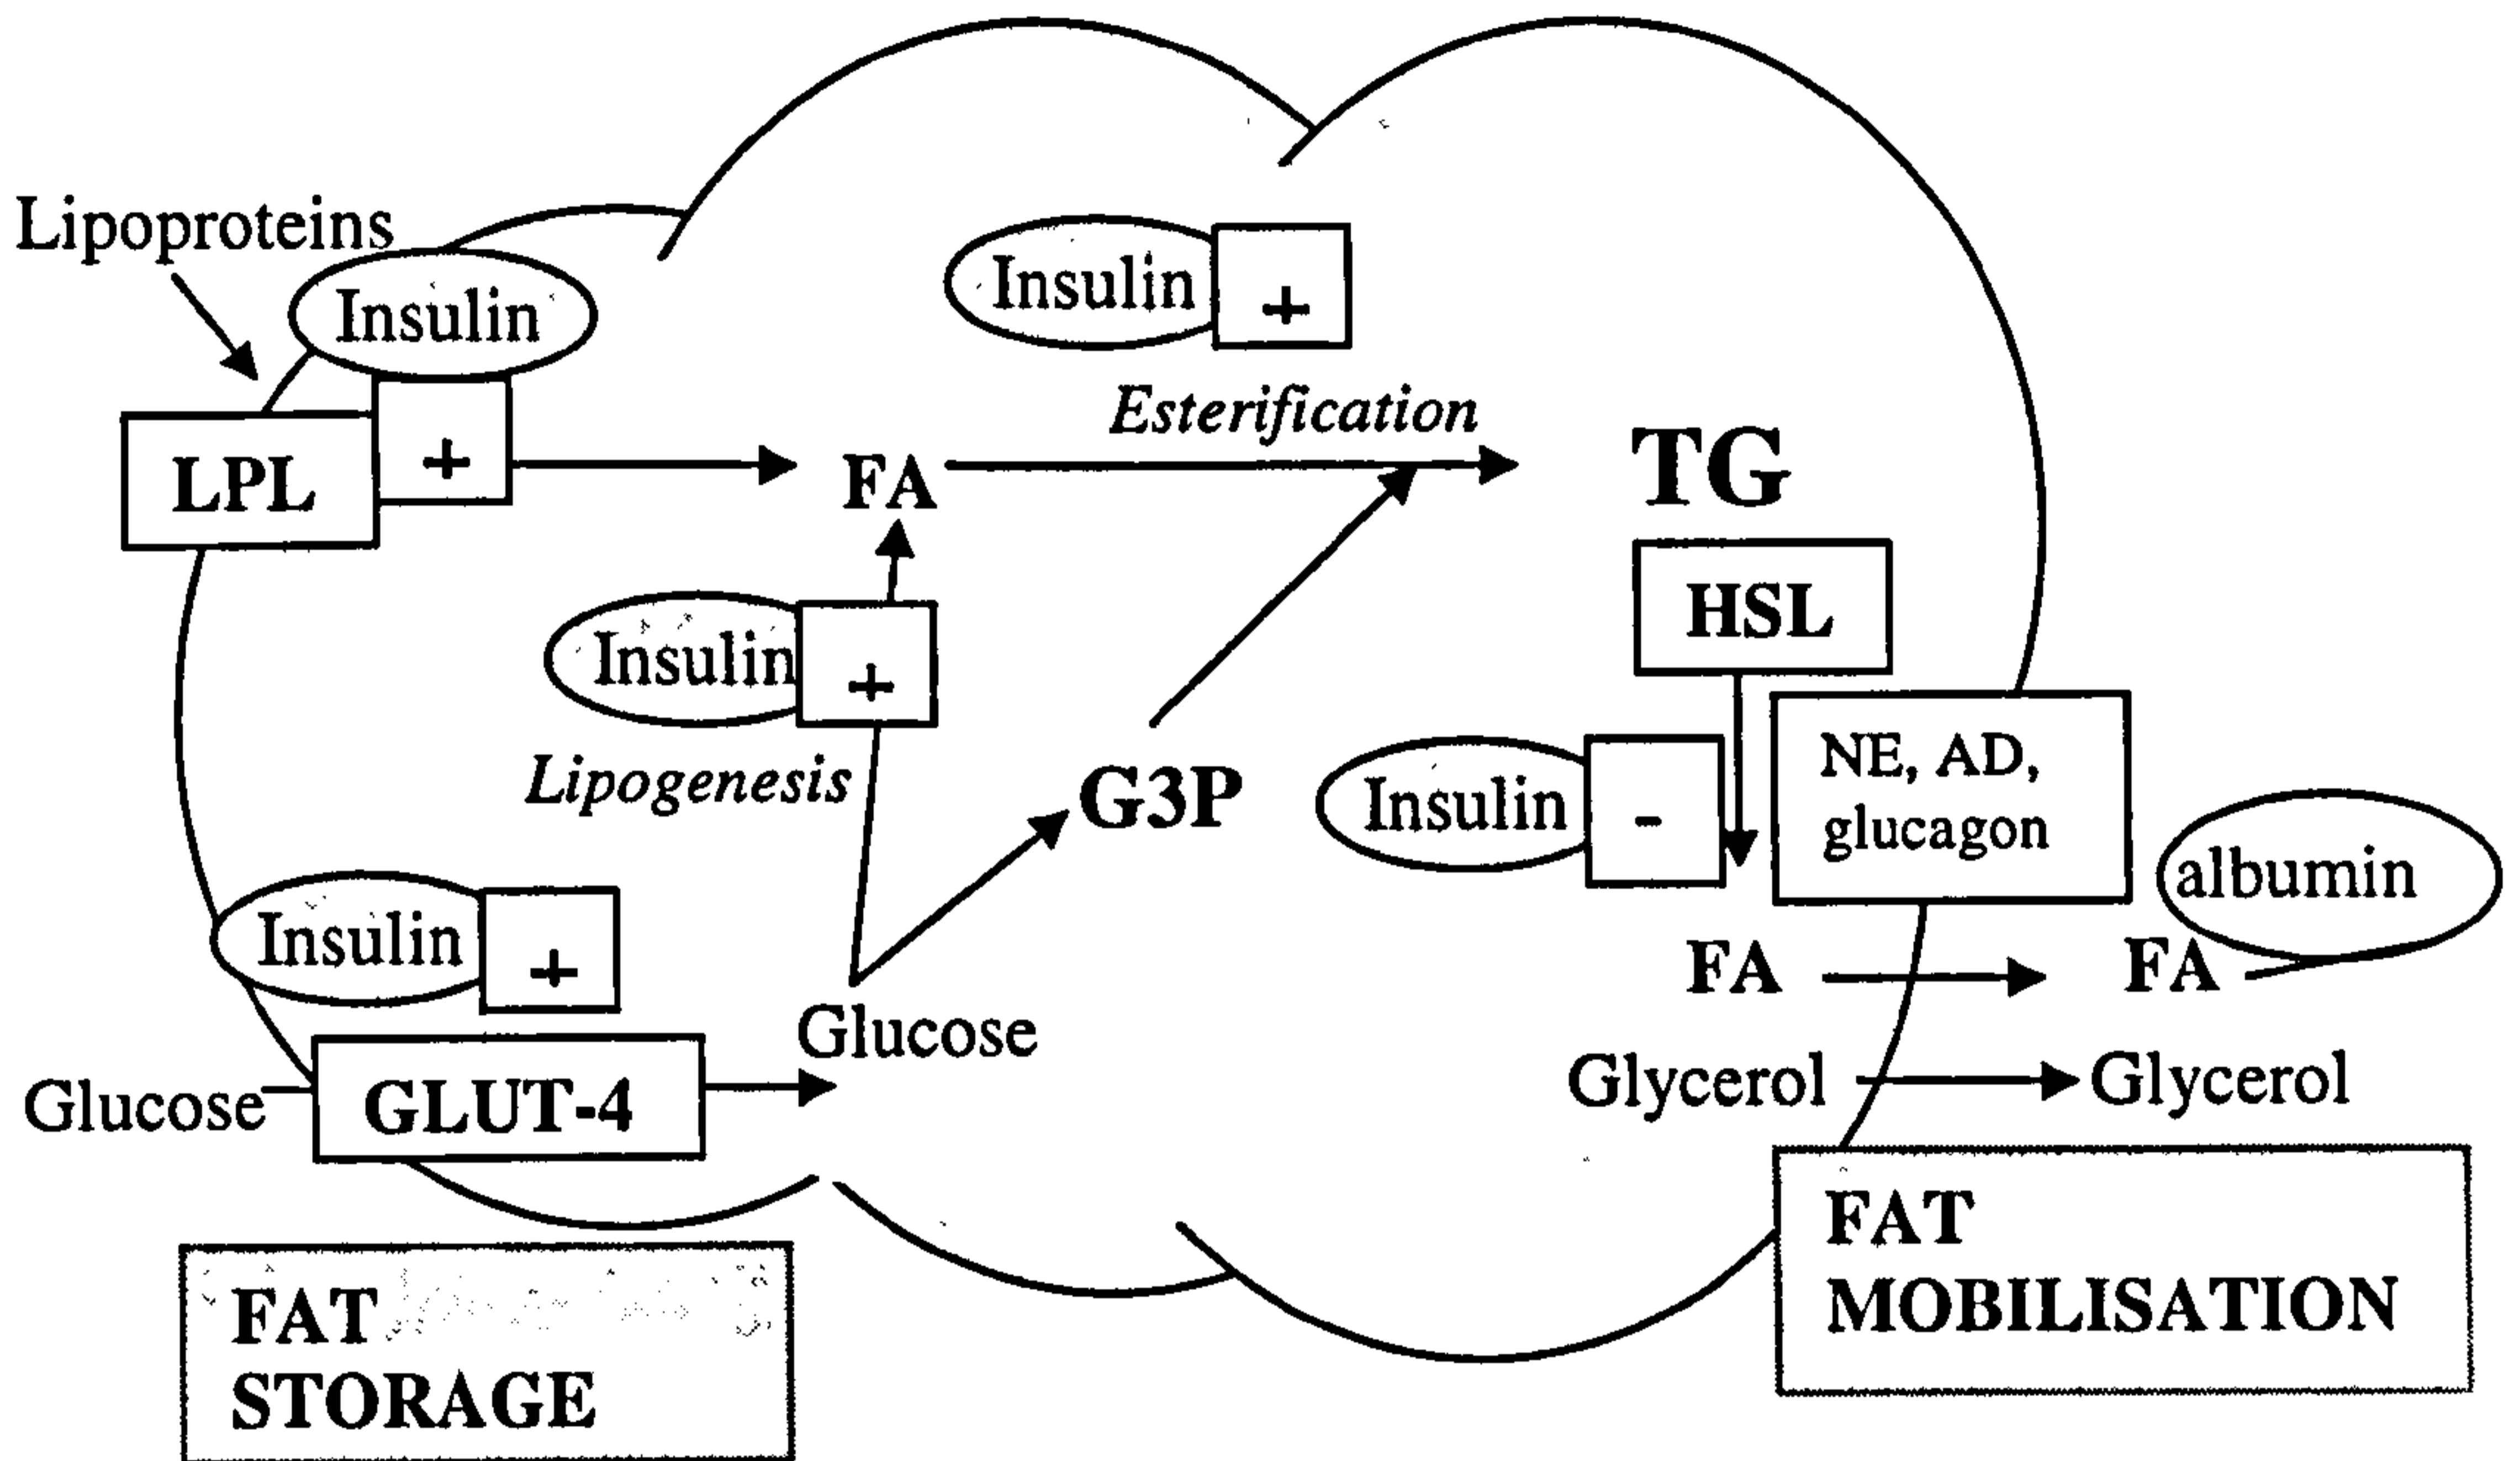 Lipoproteins
Insulin
+
LPL
Insulin
+
Esterification
FA
TG
HSL
Insulin
+
Lipogenesis
G3P
Insulin
-
NE, AD,
glucagon
albumin
Insulin
+
FA
FA
Glucose
GLUT-4
Glucose
Glycerol
Glycerol
FAT
STORAGE
FAT
MOBILISATION